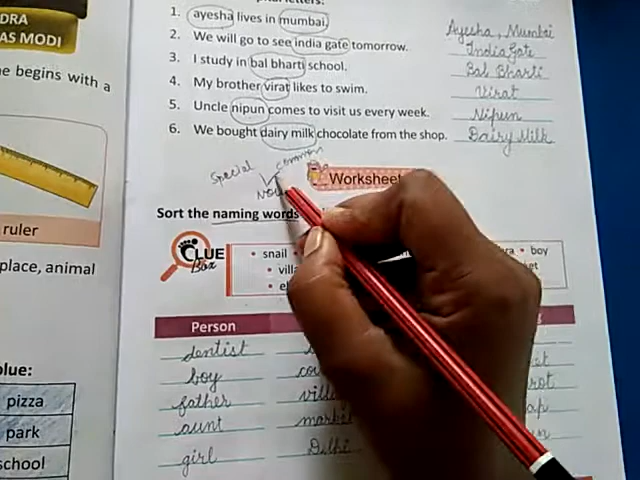 1. ayesha lives in mumbai. Ayesha, Mumbai
2. We will go to see india gate tomorrow. India Gate
3. I study in bal bharti school. Bal Bharti
4. My brother virat likes to swim. Virat
5. Uncle nipun comes to visit us every week. Nipun
6. We bought dairy milk chocolate from the shop. Dairy Milk
special common
Worksheet
Sort the naming words
CLUE Box
• snail
• boy
Person
dentist
boy
father
aunt
market
girl Delhi
DRA
AS MODI
e begins with a
ruler
place, animal
pizza
park
school